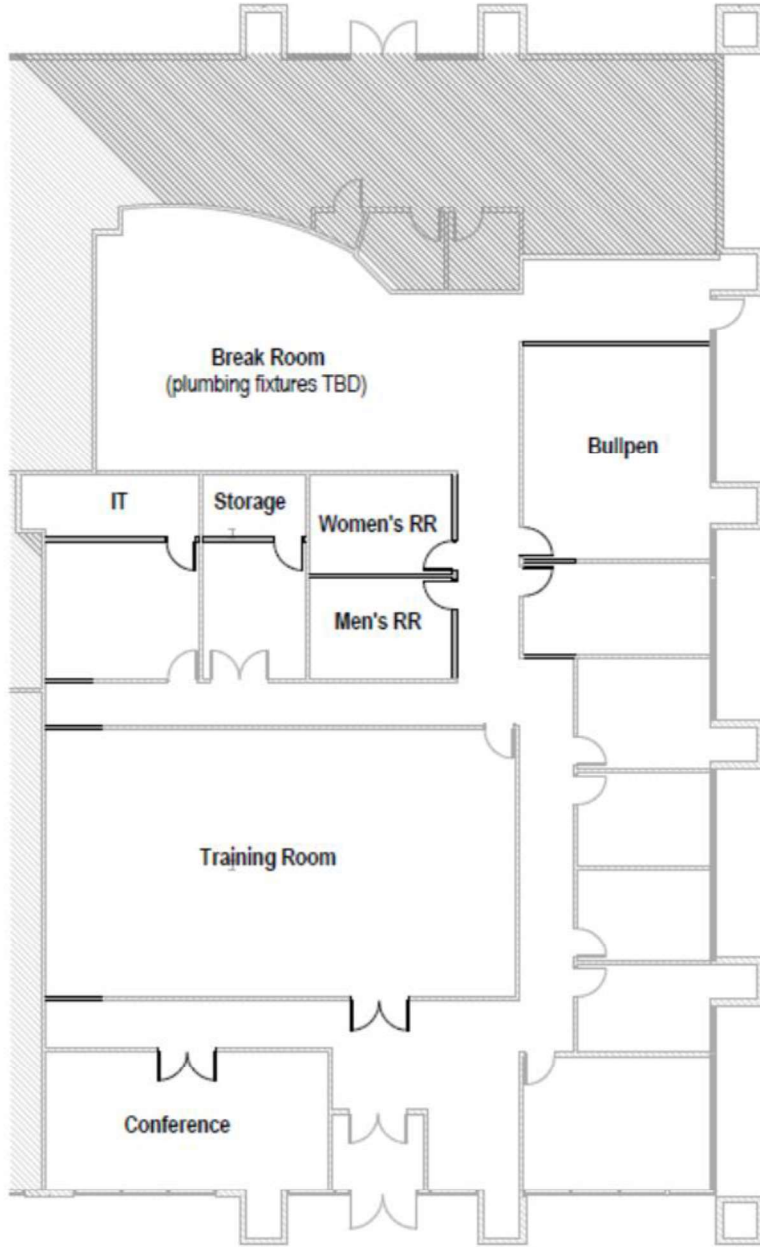 Break Room
(plumbing fixtures TBD)
Bullpen
IT
Storage
Women's RR
Men's RR
Training Room
Conference